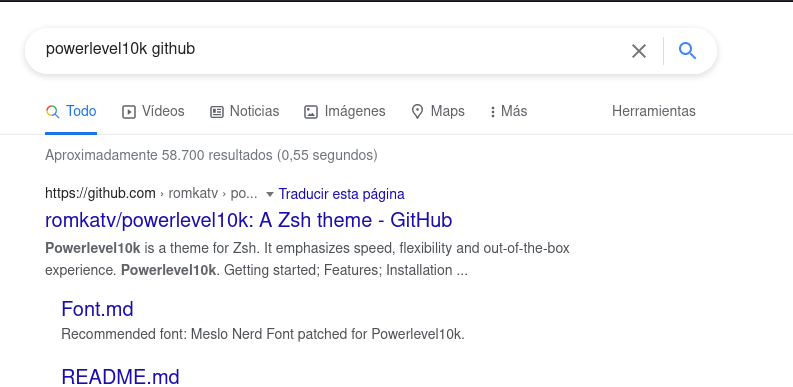 powerlevel10k github
Todo Vídeos Noticias Imágenes Maps Más Herramientas
Aproximadamente 58.700 resultados (0,55 segundos)
https://github.com › romkatv › po... Traducir esta página
romkatv/powerlevel10k: A Zsh theme - GitHub
Powerlevel10k is a theme for Zsh. It emphasizes speed, flexibility and out-of-the-box
experience. Powerlevel10k. Getting started; Features; Installation ...
Font.md
Recommended font: Meslo Nerd Font patched for Powerlevel10k.
README.md